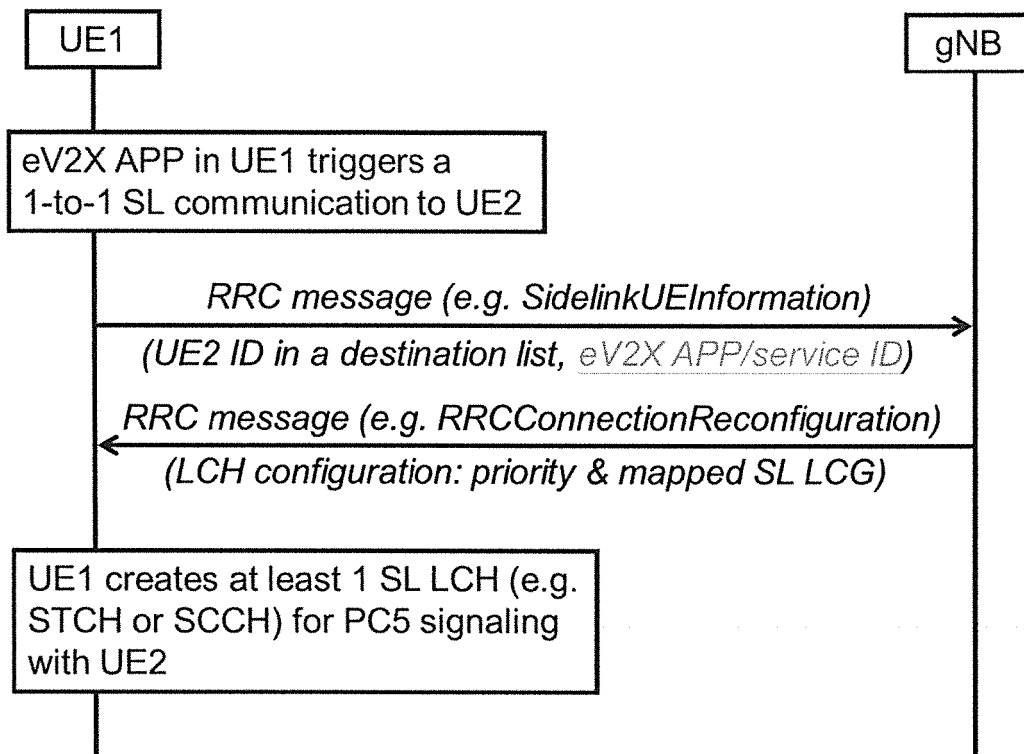 UE1
gNB
eV2X APP in UE1 triggers a
1-to-1 SL communication to UE2
RRC message (e.g. SidelinkUEInformation)
(UE2 ID in a destination list, eV2X APP/service ID)
RRC message (e.g. RRCConnectionReconfiguration)
(LCH configuration: priority & mapped SL LCG)
UE1 creates at least 1 SL LCH (e.g.
STCH or SCCH) for PC5 signaling
with UE2